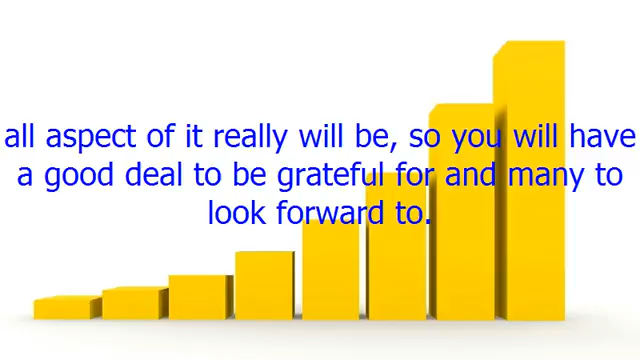 all aspect of it really will be, so you will have
a good deal to be grateful for and many to
look forward to.